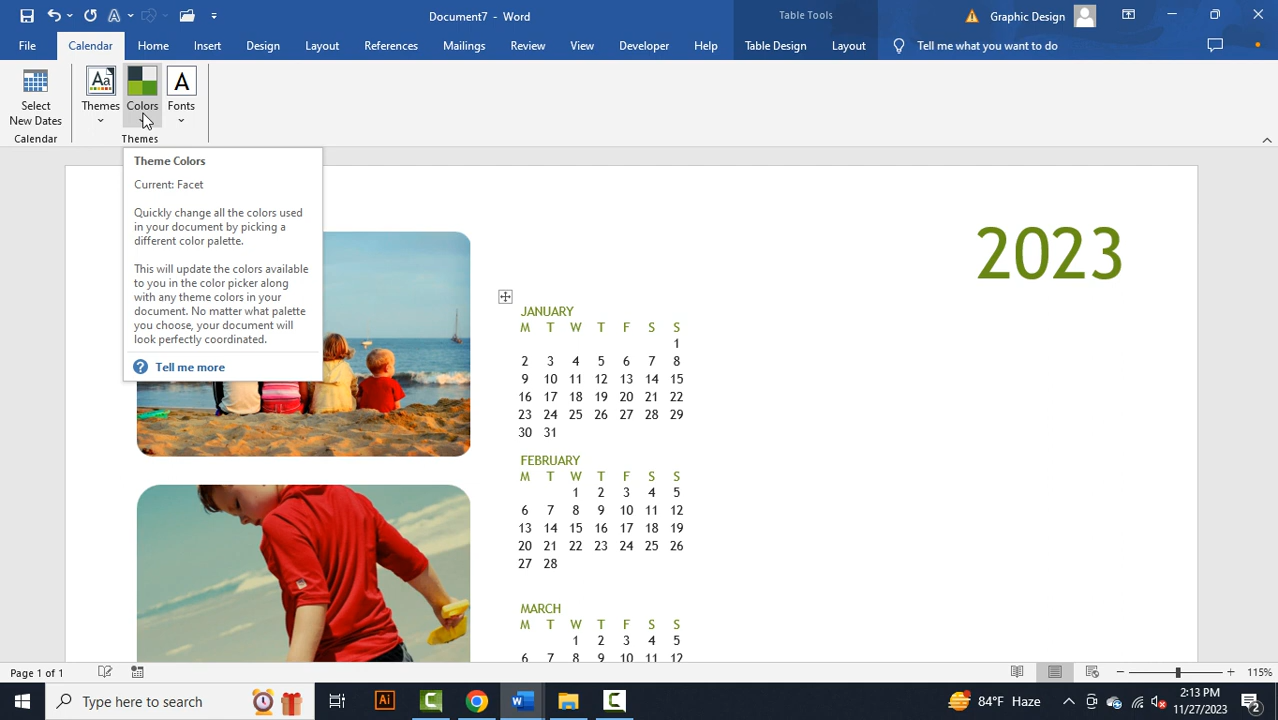 Document7 - Word
Table Tools
Graphic Design
File
Calendar
Home
Insert
Design
Layout
References
Mailings
Review
View
Developer
Help
Table Design
Layout
Tell me what you want to do
Select
New Dates
Calendar
Aa
Themes
Colors
A
Fonts
Themes
Theme Colors
Current: Facet
Quickly change all the colors used
in your document by picking a
different color palette.
This will update the colors available
to you in the color picker along
with any theme colors in your
document. No matter what palette
you choose, your document will
look perfectly coordinated.
Tell me more
2023
JANUARY
M T W T F S S
1
2 3 4 5 6 7 8
9 10 11 12 13 14 15
16 17 18 19 20 21 22
23 24 25 26 27 28 29
30 31
FEBRUARY
M T W T F S S
1 2 3 4 5
6 7 8 9 10 11 12
13 14 15 16 17 18 19
20 21 22 23 24 25 26
27 28
MARCH
M T W T F S S
1 2 3 4 5
6 7 8 9 10 11 12
Page 1 of 1
115%
Type here to search
Ai
84°F Haze
2:13 PM
11/27/2023
2